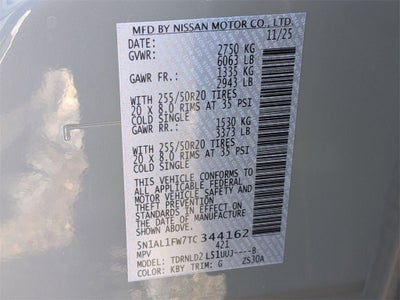 MFD BY NISSAN MOTOR CO., LTD.
DATE: 11/25
GVWR: 2750 KG
6063 LB
GAWR FR.: 1335 KG
2943 LB
WITH 255/50R20 TIRES
20 X 8.0 RIMS AT 35 PSI
COLD SINGLE
GAWR RR.: 1530 KG
3373 LB
WITH 255/50R20 TIRES
20 X 8.0 RIMS AT 35 PSI
COLD SINGLE
THIS VEHICLE CONFORMS TO
ALL APPLICABLE FEDERAL
MOTOR VEHICLE SAFETY AND
THEFT PREVENTION STANDARDS
IN EFFECT ON THE DATE OF
MANUFACTURE SHOWN ABOVE.
5N1AL1FW7TC344162
MPV 421
MODEL: TDRNLD2 L51UUJ----B
COLOR: KBY TRIM: G ZS30A